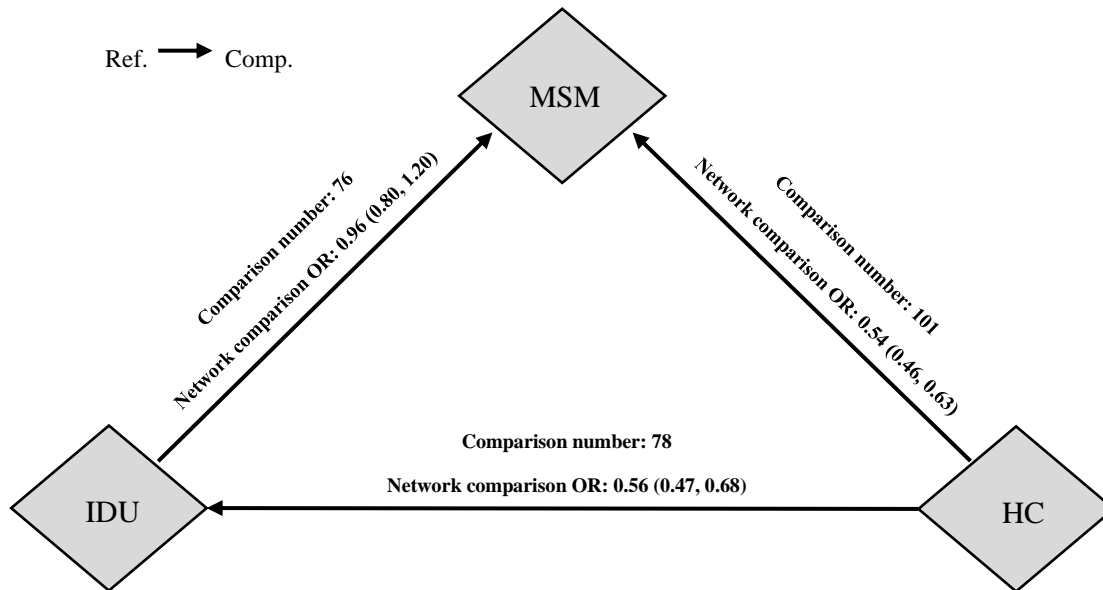 MSM
Ref. Comp.
Comparison number: 76
Network comparison OR: 0.96 (0.80, 1.20)
Comparison number: 101
Network comparison OR: 0.54 (0.46, 0.63)
Comparison number: 78
Network comparison OR: 0.56 (0.47, 0.68)
IDU
HC